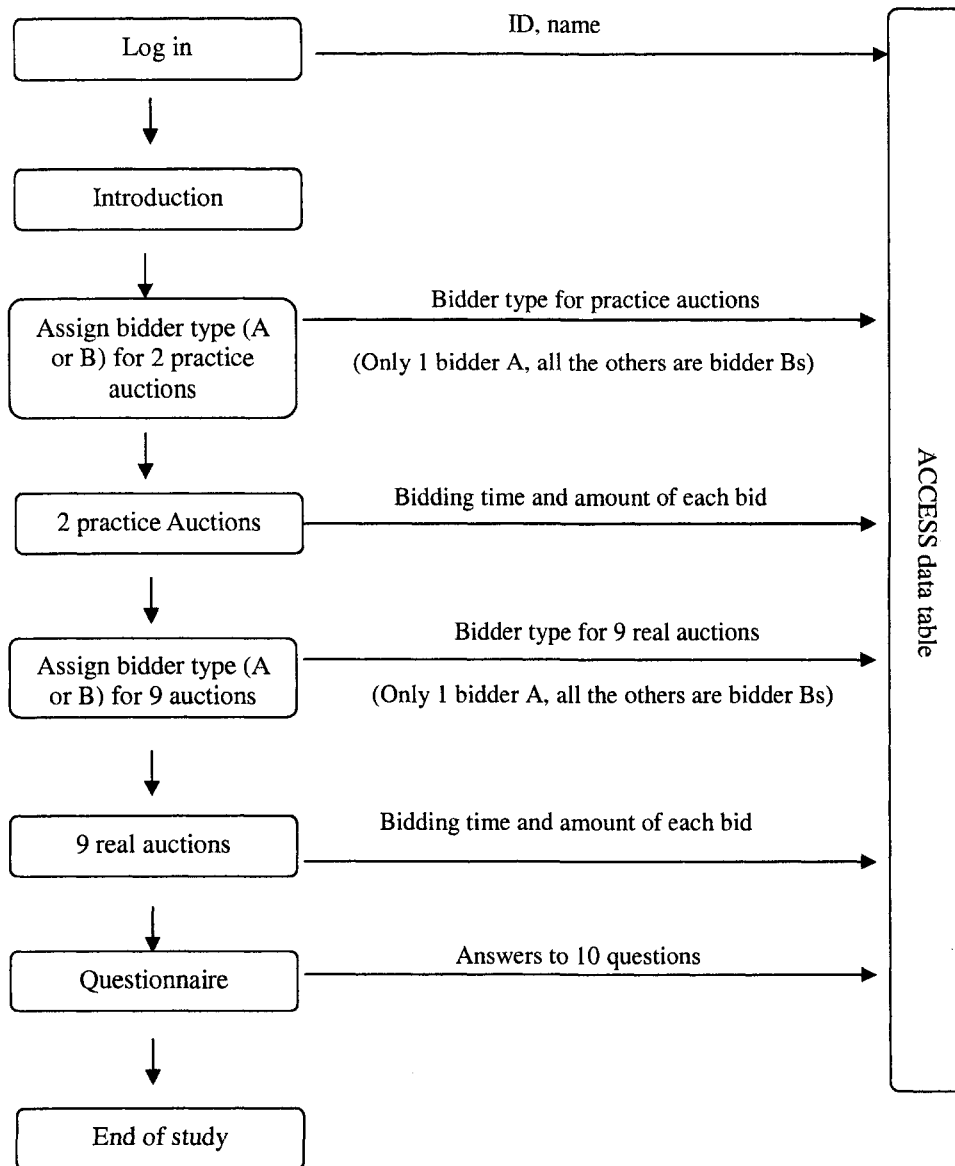 ID, name
Log in
Introduction
Bidder type for practice auctions
Assign bidder type (A
or B) for 2 practice
auctions
(Only 1 bidder A, all the others are bidder Bs)
Bidding time and amount of each bid
2 practice Auctions
Bidder type for 9 real auctions
Assign bidder type (A
or B) for 9 auctions
(Only 1 bidder A, all the others are bidder Bs)
Bidding time and amount of each bid
9 real auctions
Answers to 10 questions
Questionnaire
End of study
ACCESS data table